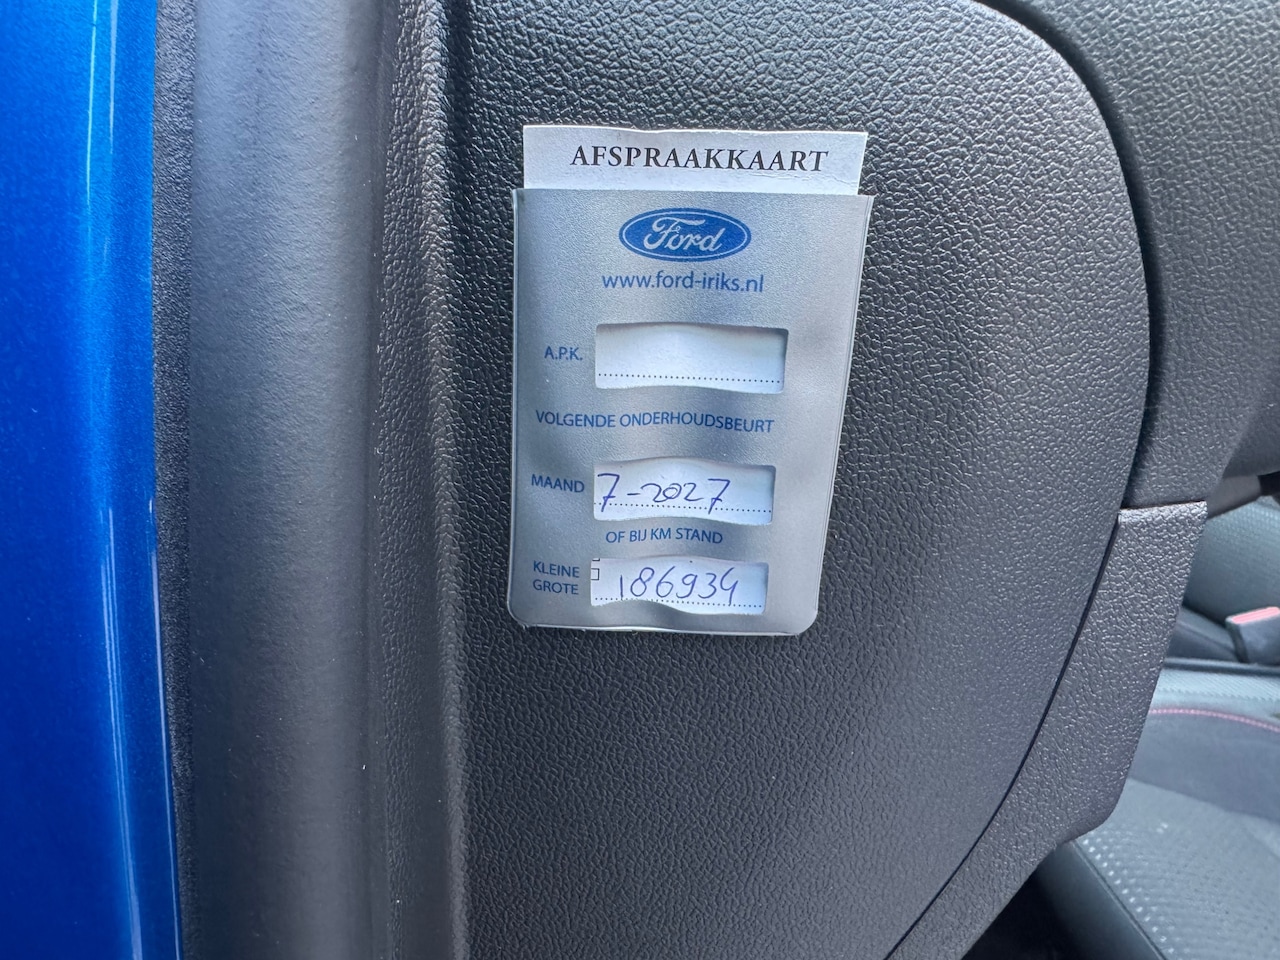 AFSPRAAKKAART
Ford
www.ford-iriks.nl
A.P.K.
VOLGENDE ONDERHOUDSBEURT
MAAND 7-2027
OF BIJ KM STAND
KLEINE
GROTE 186934